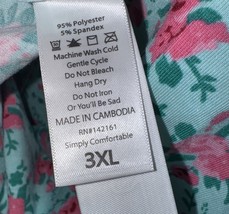 95% Polyester
5% Spandex
Machine Wash Cold
Gentle Cycle
Do Not Bleach
Hang Dry
Do Not Iron
Or You'll Be Sad
MADE IN CAMBODIA
RN#142161
Simply Comfortable
3XL